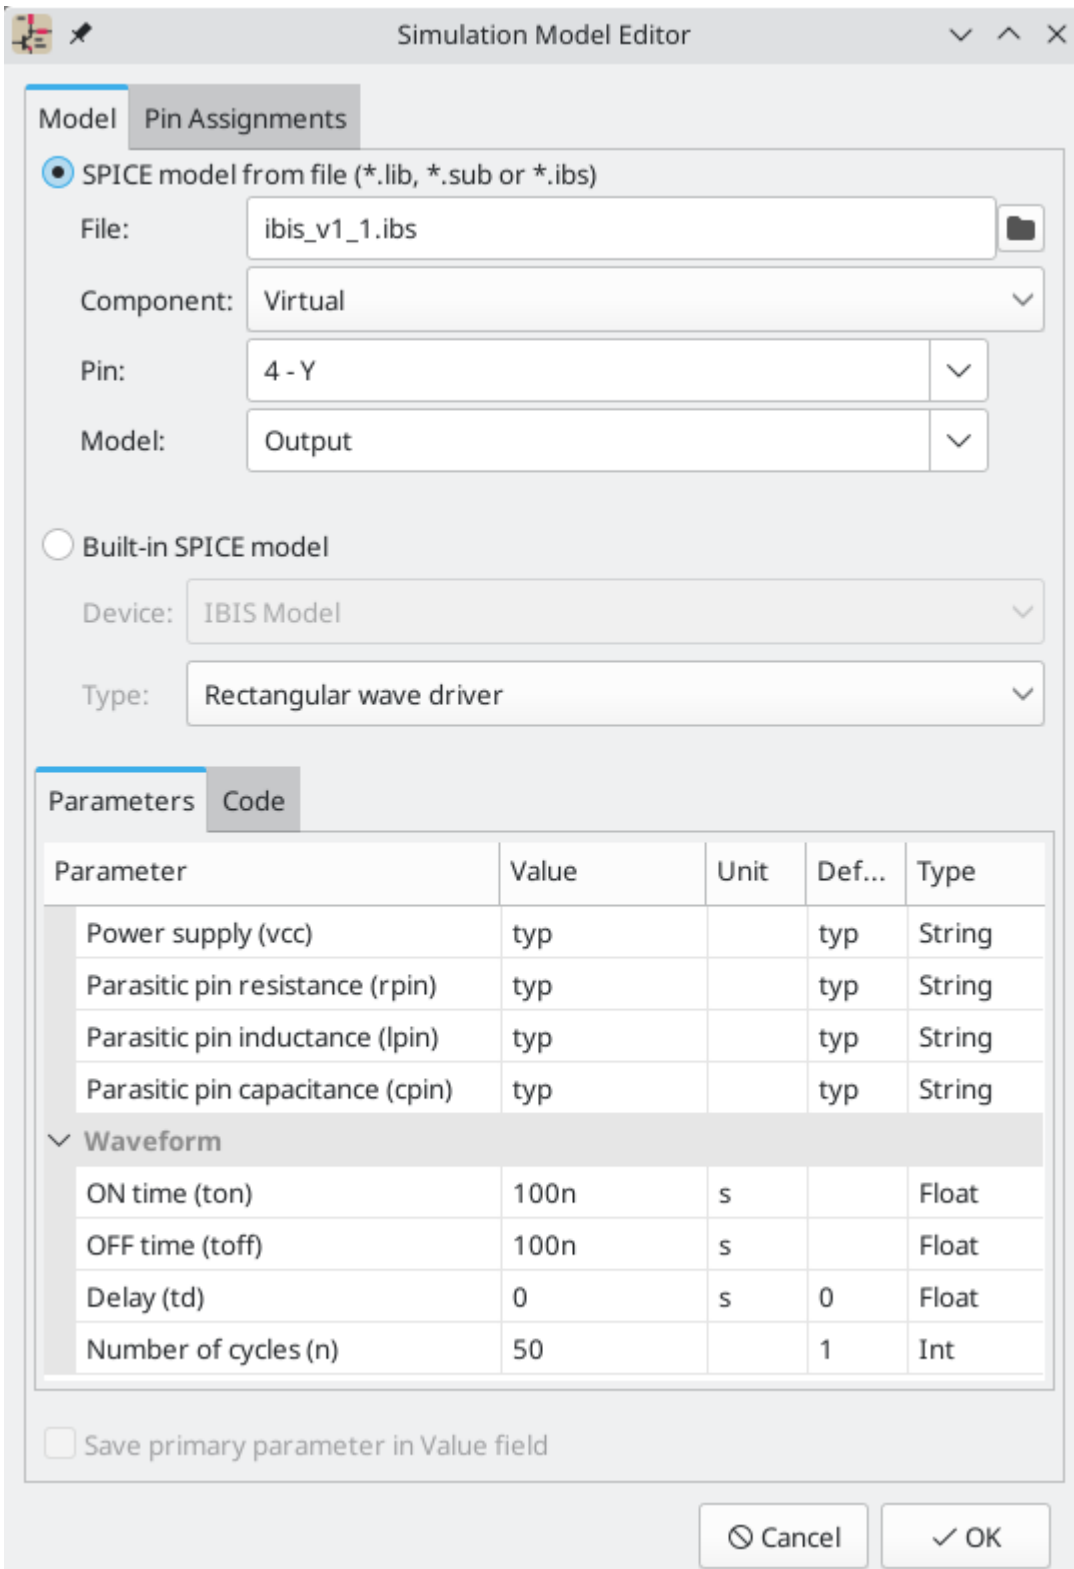 Simulation Model Editor
Model Pin Assignments
SPICE model from file (*.lib, *.sub or *.ibs)
File: ibis_v1_1.ibs
Component: Virtual
Pin: 4 - Y
Model: Output
Built-in SPICE model
Device: IBIS Model
Type: Rectangular wave driver
Parameters Code
Parameter Value Unit Def... Type
Power supply (vcc) typ typ String
Parasitic pin resistance (rpin) typ typ String
Parasitic pin inductance (lpin) typ typ String
Parasitic pin capacitance (cpin) typ typ String
Waveform
ON time (ton) 100n s Float
OFF time (toff) 100n s Float
Delay (td) 0 s 0 Float
Number of cycles (n) 50 1 Int
Save primary parameter in Value field
Cancel OK